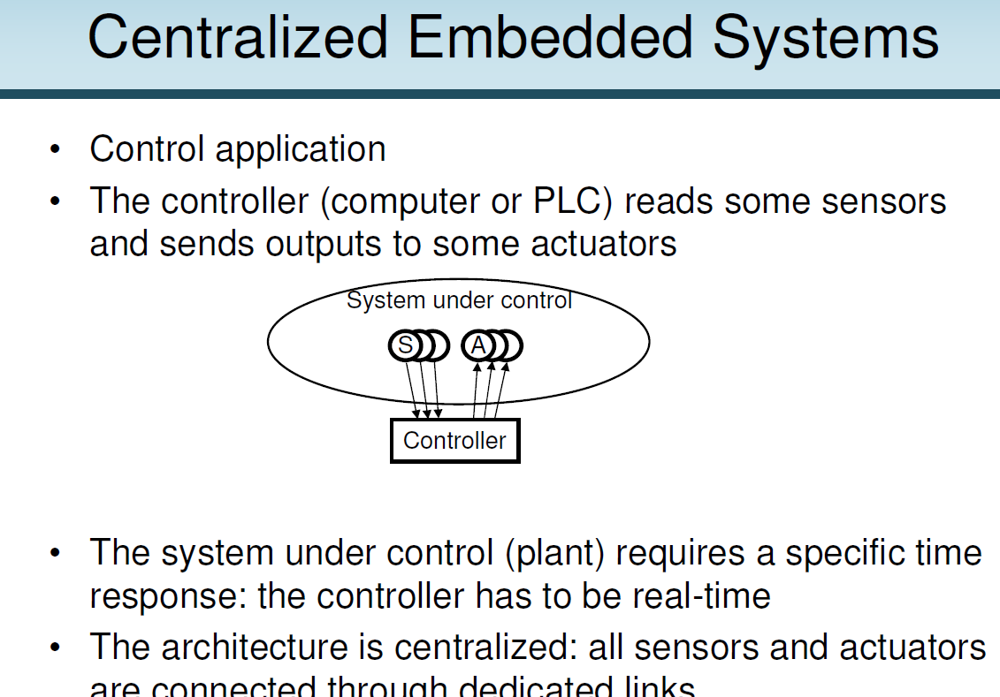 Centralized Embedded Systems
• Control application
• The controller (computer or PLC) reads some sensors
and sends outputs to some actuators
System under control
S A
Controller
• The system under control (plant) requires a specific time
response: the controller has to be real-time
• The architecture is centralized: all sensors and actuators
are connected through dedicated links